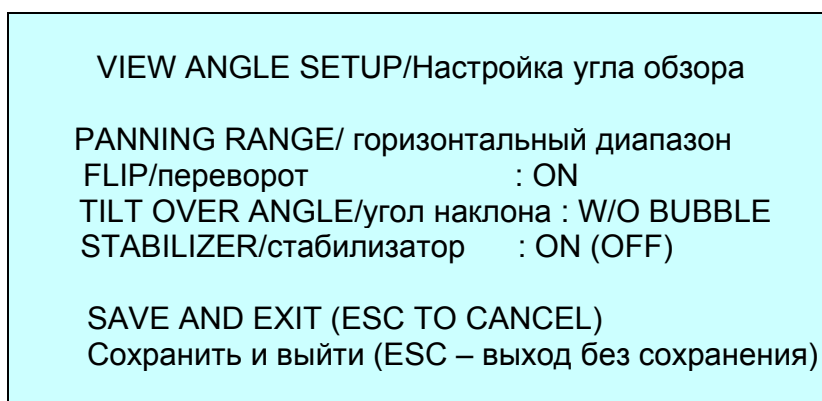 VIEW ANGLE SETUP/Настройка угла обзора
PANNING RANGE/ горизонтальный диапазон
FLIP/переворот : ON
TILT OVER ANGLE/угол наклона : W/O BUBBLE
STABILIZER/стабилизатор : ON (OFF)
SAVE AND EXIT (ESC TO CANCEL)
Сохранить и выйти (ESC – выход без сохранения)